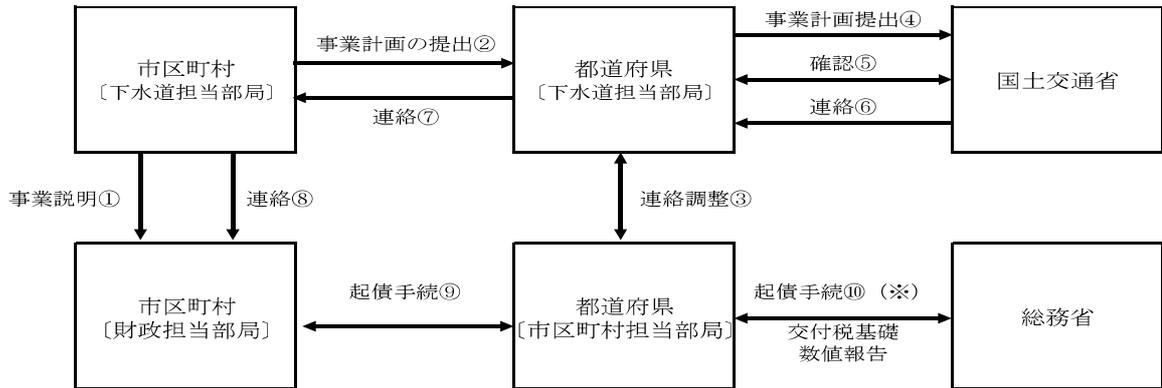 事業計画の提出②
事業計画提出④
市区町村
〔下水道担当部局〕
都道府県
〔下水道担当部局〕
確認⑤
国土交通省
連絡⑦
連絡⑥
事業説明①
連絡⑧
連絡調整③
市区町村
〔財政担当部局〕
起債手続⑨
都道府県
〔市区町村担当部局〕
起債手続⑩（※）
交付税基礎
数値報告
総務省